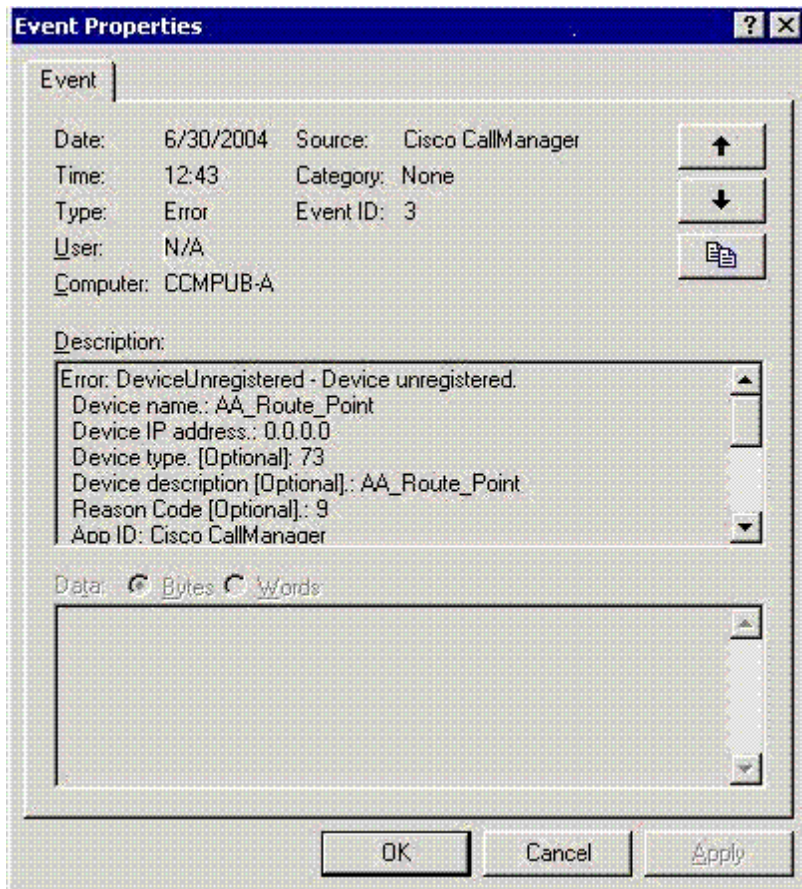 Event Properties
Event
Date: 6/30/2004 Source: Cisco CallManager
Time: 12:43 Category: None
Type: Error Event ID: 3
User: N/A
Computer: CCMPUB-A
Description:
Error: DeviceUnregistered - Device unregistered.
Device name.: AA_Route_Point
Device IP address.: 0.0.0.0
Device type. [Optional]: 73
Device description [Optional].: AA_Route_Point
Reason Code [Optional].: 9
App ID: Cisco CallManager
Data: Bytes Words
OK Cancel Apply